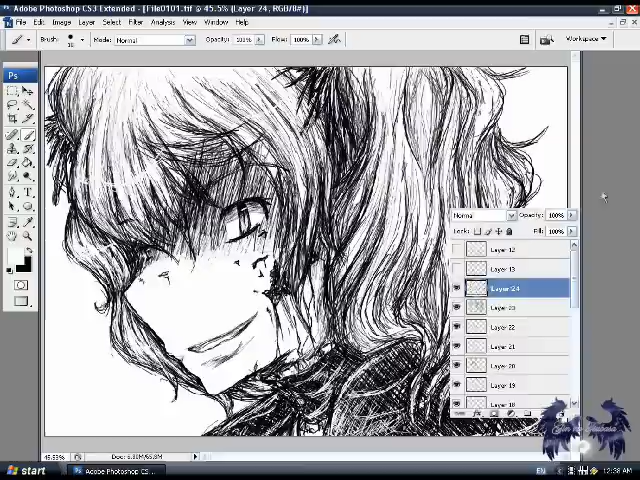 Adobe Photoshop CS3 Extended - [File0101.tif @ 45.5% (Layer 24, RGB/8#)]
File Edit Image Layer Select Filter Analysis View Window Help
Brush: Mode: Normal Opacity: 100% Flow: 100% Workspace
Ps
Normal Opacity: 100%
Lock: Fill: 100%
Layer 12
Layer 13
Layer 24
Layer 23
Layer 22
Layer 21
Layer 20
Layer 19
Layer 18
start Adobe Photoshop CS... EN 12:38 AM